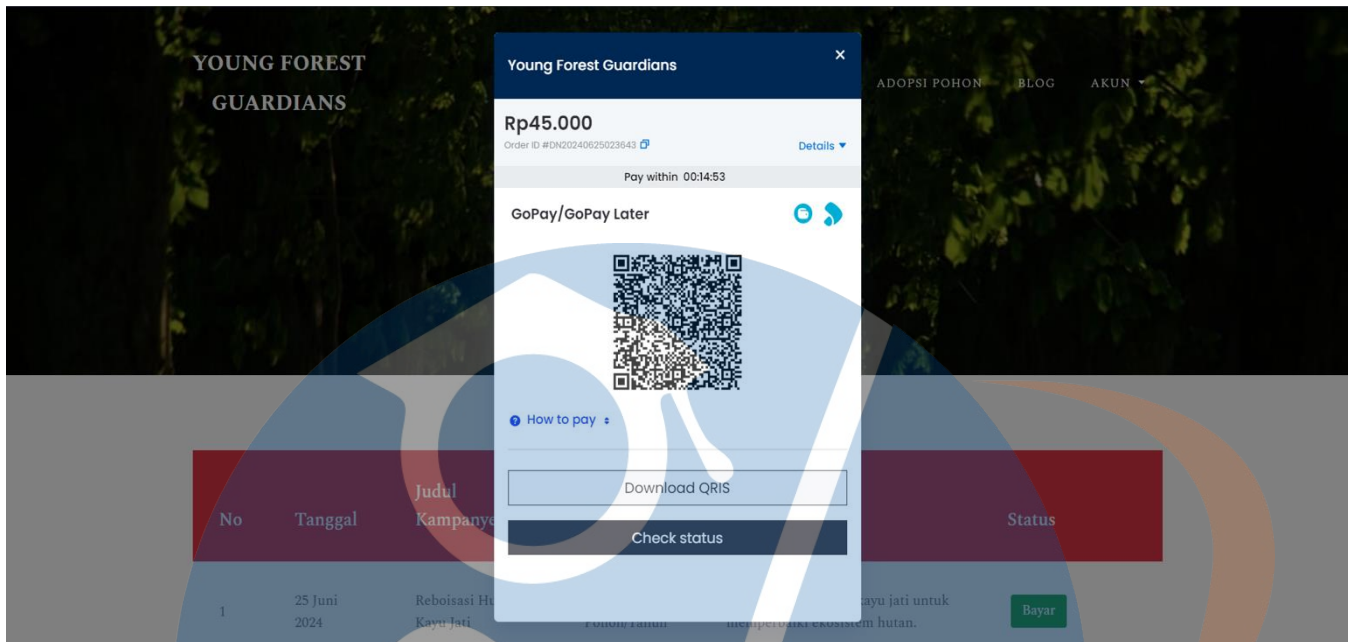 YOUNG FOREST
GUARDIANS
ADOPSI POHON BLOG AKUN
Young Forest Guardians
Rp45.000
Order ID #DN20240625023643
Details
Pay within 00:14:53
GoPay/GoPay Later
How to pay
Download QRIS
Check status
No Tanggal Judul
Kampanye Status
1 25 Juni
2024 Reboisasi
Kayu Jati Pohon/Tahun kayu jati untuk
memperbaiki ekosistem hutan. Bayar